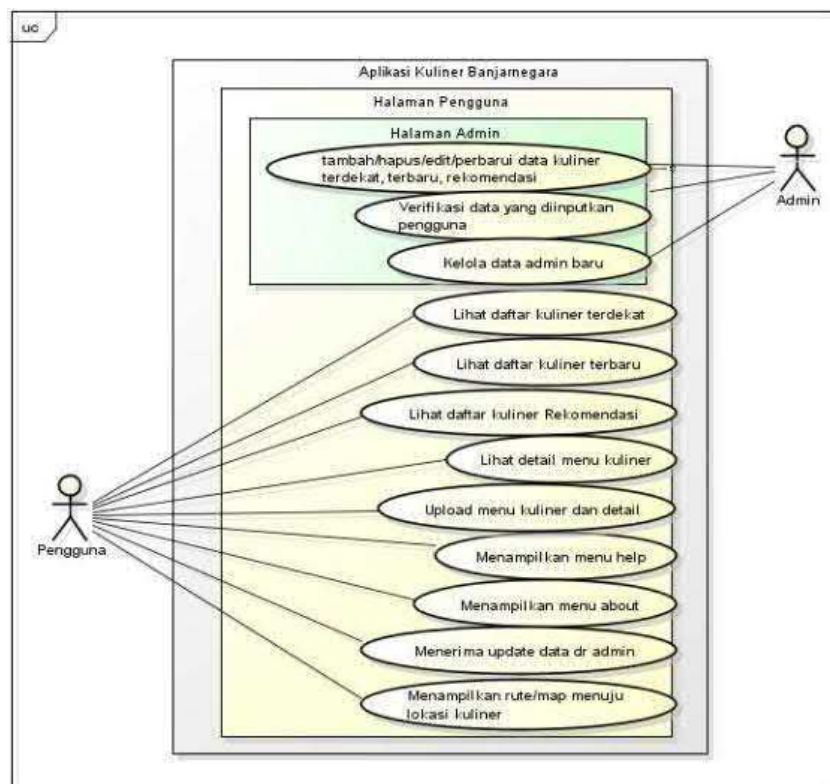 uc
Aplikasi Kuliner Banjarnegara
Halaman Pengguna
Halaman Admin
tambah/hapus/edit/perbarui data kuliner
terdekat, terbaru, rekomendasi
Verifikasi data yang diinputkan
pengguna
Kelola data admin baru
Admin
Lihat daftar kuliner terdekat
Lihat daftar kuliner terbaru
Lihat daftar kuliner Rekomendasi
Lihat detail menu kuliner
Upload menu kuliner dan detail
Pengguna
Menampilkan menu help
Menampilkan menu about
Menerima update data dr admin
Menampilkan rute/map menuju
lokasi kuliner